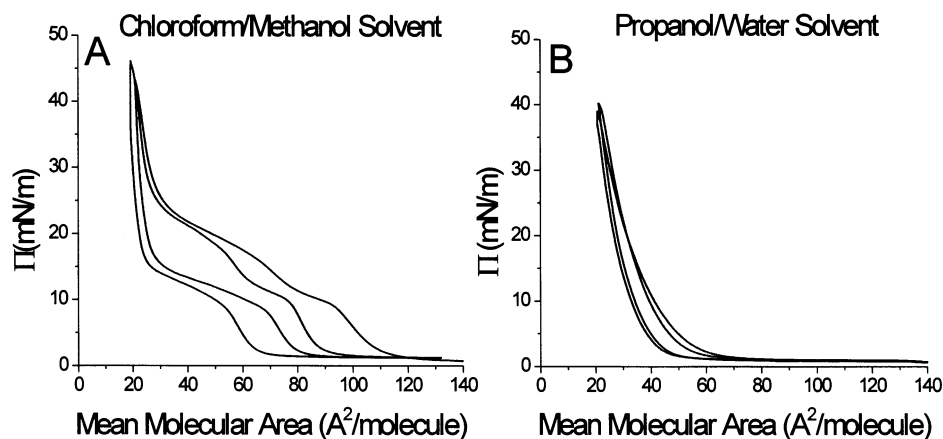 Chloroform/Methanol Solvent
A
50
40
30
20
10
0
Π(mN/m)
0 20 40 60 80 100 120 140
Mean Molecular Area (A²/molecule)
Propanol/Water Solvent
B
50
40
30
20
10
0
Π (mN/m)
0 20 40 60 80 100 120 140
Mean Molecular Area (A²/molecule)